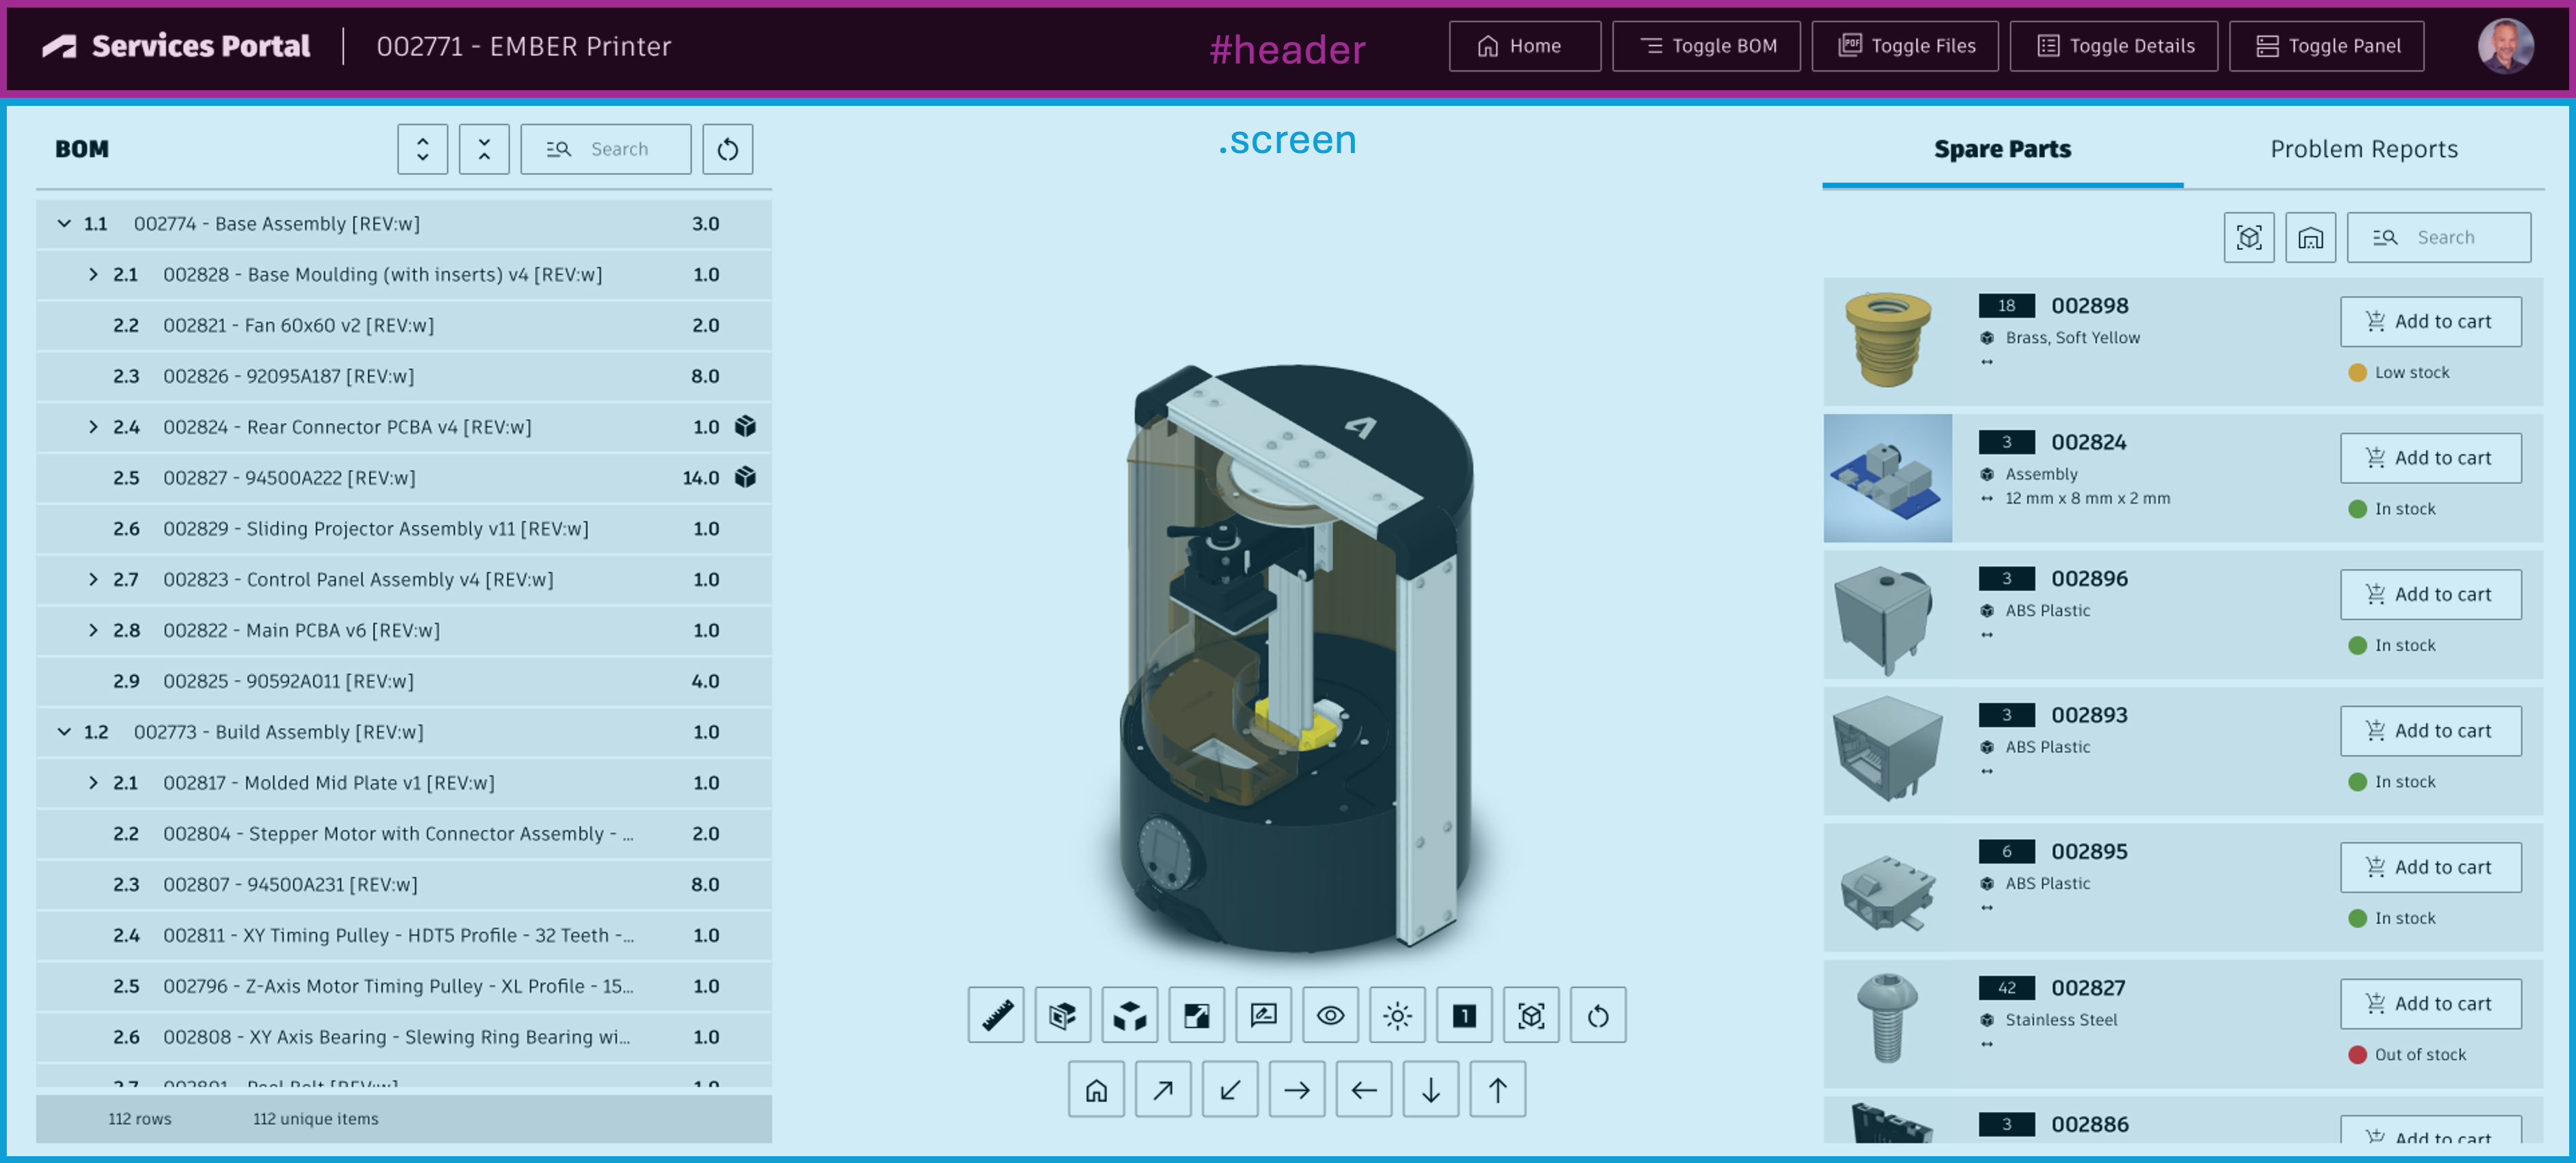 Services Portal
002771 - EMBER Printer
#header
Home
Toggle BOM
PDF
Toggle Files
Toggle Details
Toggle Panel
.screen
BOM
Search
1.1 002774 - Base Assembly [REV:w] 3.0
2.1 002828 - Base Moulding (with inserts) v4 [REV:w] 1.0
2.2 002821 - Fan 60x60 v2 [REV:w] 2.0
2.3 002826 - 92095A187 [REV:w] 8.0
2.4 002824 - Rear Connector PCBA v4 [REV:w] 1.0
2.5 002827 - 94500A222 [REV:w] 14.0
2.6 002829 - Sliding Projector Assembly v11 [REV:w] 1.0
2.7 002823 - Control Panel Assembly v4 [REV:w] 1.0
2.8 002822 - Main PCBA v6 [REV:w] 1.0
2.9 002825 - 90592A011 [REV:w] 4.0
1.2 002773 - Build Assembly [REV:w] 1.0
2.1 002817 - Molded Mid Plate v1 [REV:w] 1.0
2.2 002804 - Stepper Motor with Connector Assembly - ... 2.0
2.3 002807 - 94500A231 [REV:w] 8.0
2.4 002811 - XY Timing Pulley - HDT5 Profile - 32 Teeth -... 1.0
2.5 002796 - Z-Axis Motor Timing Pulley - XL Profile - 15... 1.0
2.6 002808 - XY Axis Bearing - Slewing Ring Bearing wi... 1.0
112 rows
112 unique items
1
Spare Parts
Problem Reports
Search
18 002898
Brass, Soft Yellow
Add to cart
Low stock
3 002824
Assembly
12 mm x 8 mm x 2 mm
Add to cart
In stock
3 002896
ABS Plastic
Add to cart
In stock
3 002893
ABS Plastic
Add to cart
In stock
6 002895
ABS Plastic
Add to cart
In stock
42 002827
Stainless Steel
Add to cart
Out of stock
3 002886
Add to cart